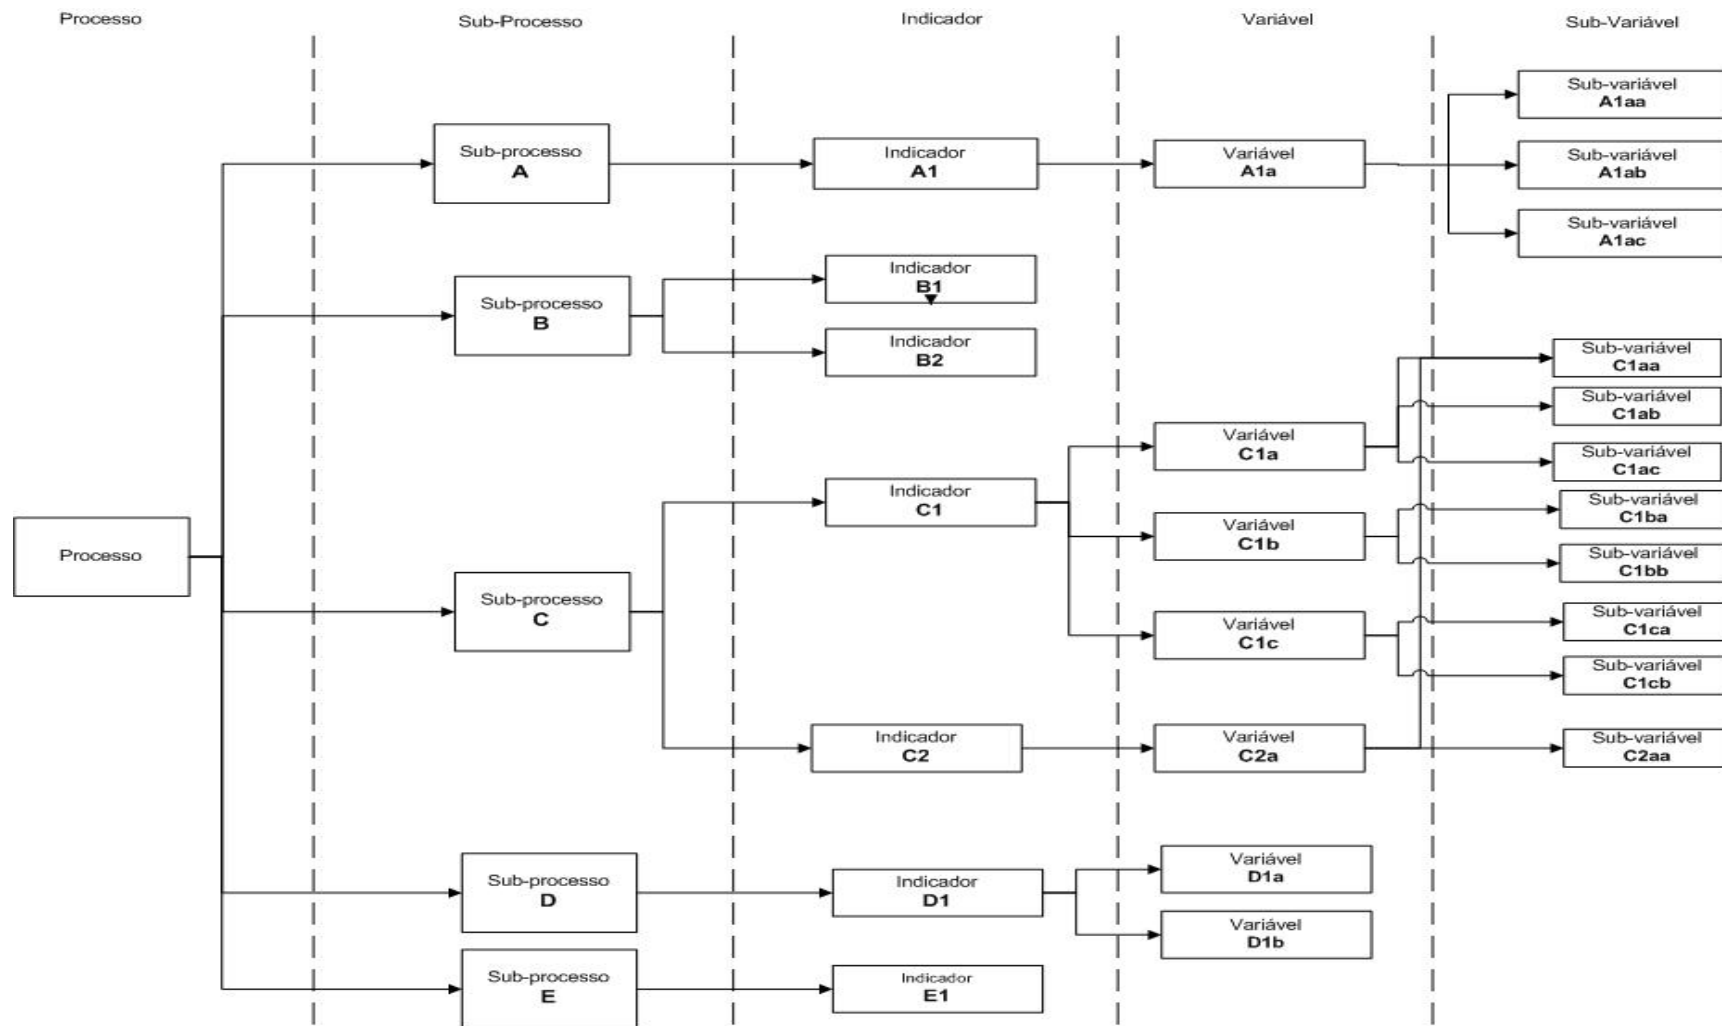 Processo
Sub-Processo
Indicador
Variável
Sub-Variável
Sub-processo
A
Indicador
A1
Variável
A1a
Sub-variável
A1aa
Sub-variável
A1ab
Sub-variável
A1ac
Sub-processo
B
Indicador
B1
Indicador
B2
Processo
Sub-processo
C
Indicador
C1
Variável
C1a
Sub-variável
C1aa
Sub-variável
C1ab
Sub-variável
C1ac
Variável
C1b
Sub-variável
C1ba
Sub-variável
C1bb
Variável
C1c
Sub-variável
C1ca
Sub-variável
C1cb
Indicador
C2
Variável
C2a
Sub-variável
C2aa
Sub-processo
D
Indicador
D1
Variável
D1a
Variável
D1b
Sub-processo
E
Indicador
E1